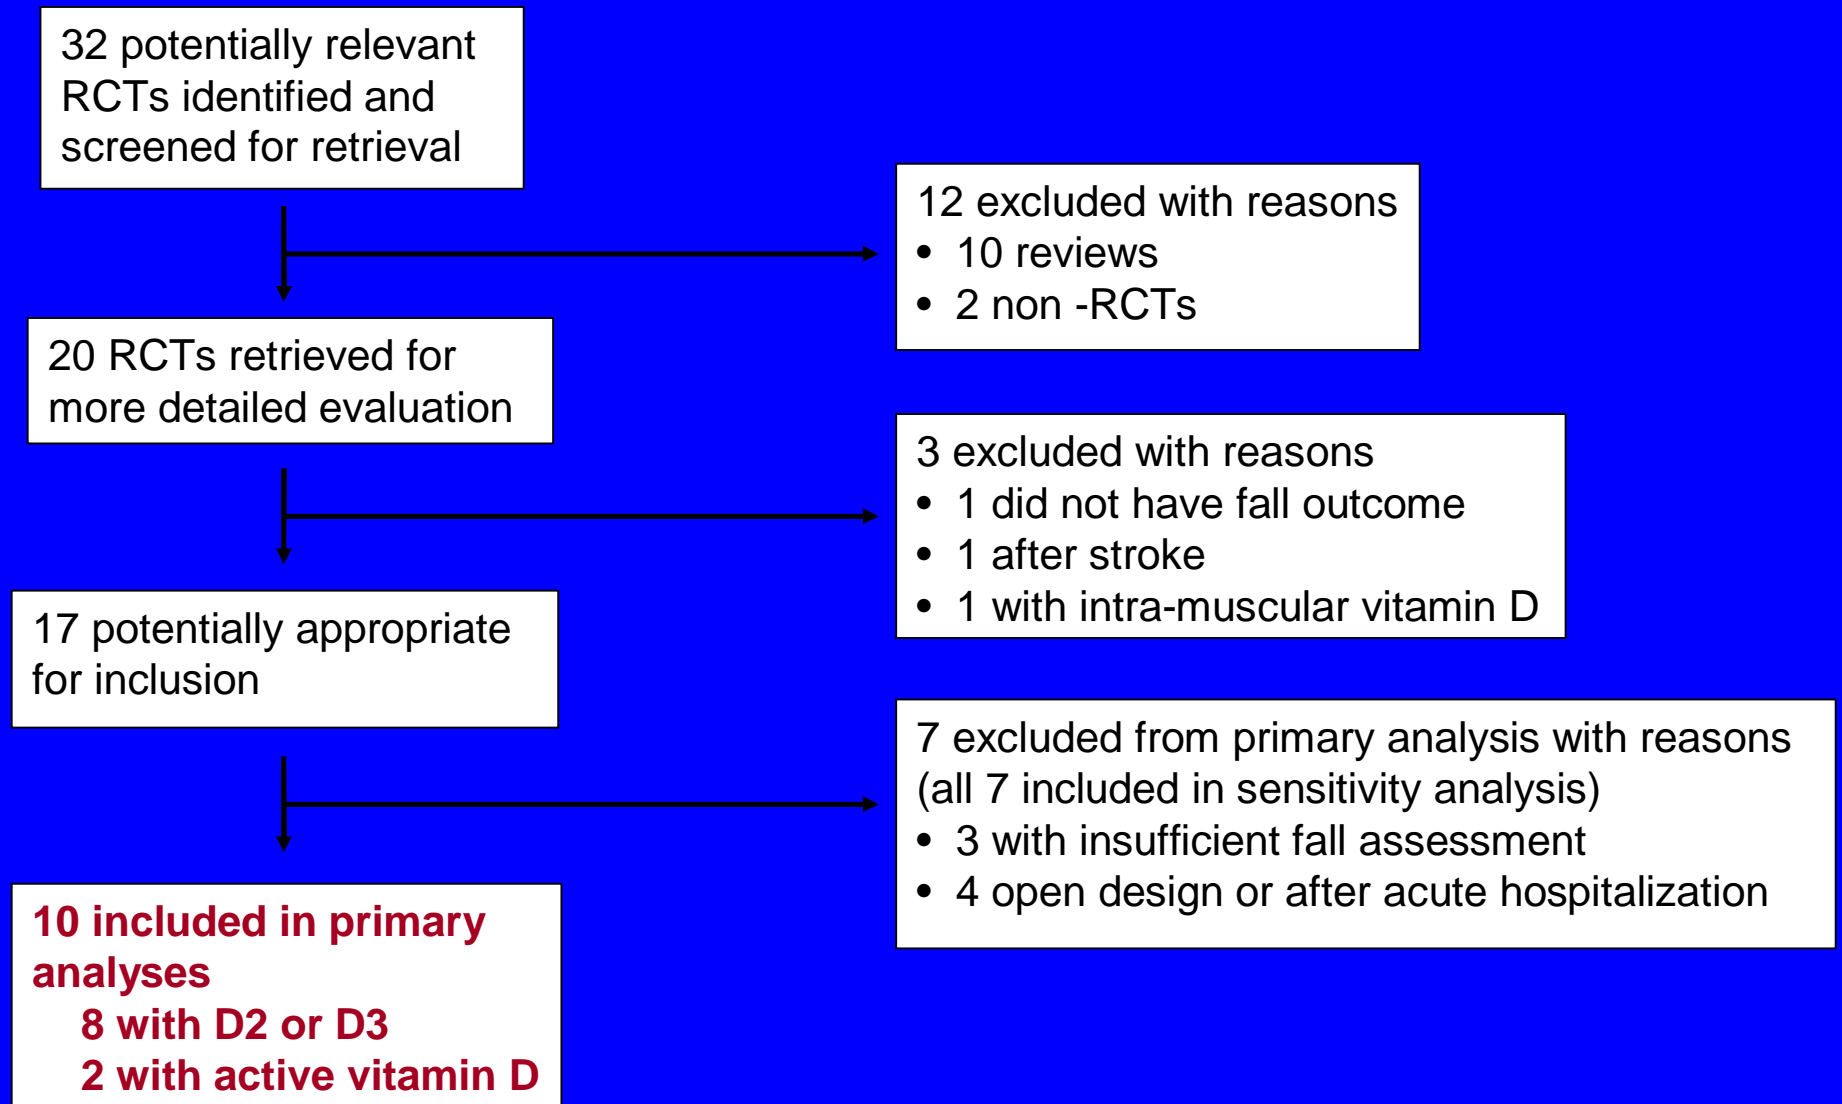 32 potentially relevant
RCTs identified and
screened for retrieval
12 excluded with reasons
• 10 reviews
• 2 non -RCTs
20 RCTs retrieved for
more detailed evaluation
3 excluded with reasons
• 1 did not have fall outcome
• 1 after stroke
• 1 with intra-muscular vitamin D
17 potentially appropriate
for inclusion
7 excluded from primary analysis with reasons
(all 7 included in sensitivity analysis)
• 3 with insufficient fall assessment
• 4 open design or after acute hospitalization
10 included in primary
analyses
8 with D2 or D3
2 with active vitamin D